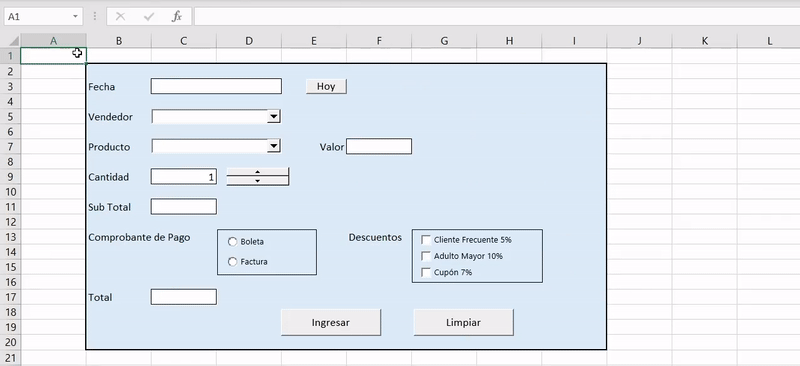 A1
fx
A B C D E F G H I J K L
1
2
3 Fecha Hoy
4
5 Vendedor
6
7 Producto Valor
8
9 Cantidad 1
10
11 Sub Total
12
13 Comprobante de Pago Boleta Descuentos Cliente Frecuente 5%
14 Adulto Mayor 10%
15 Factura Cupón 7%
16
17 Total
18
19 Ingresar Limpiar
20
21